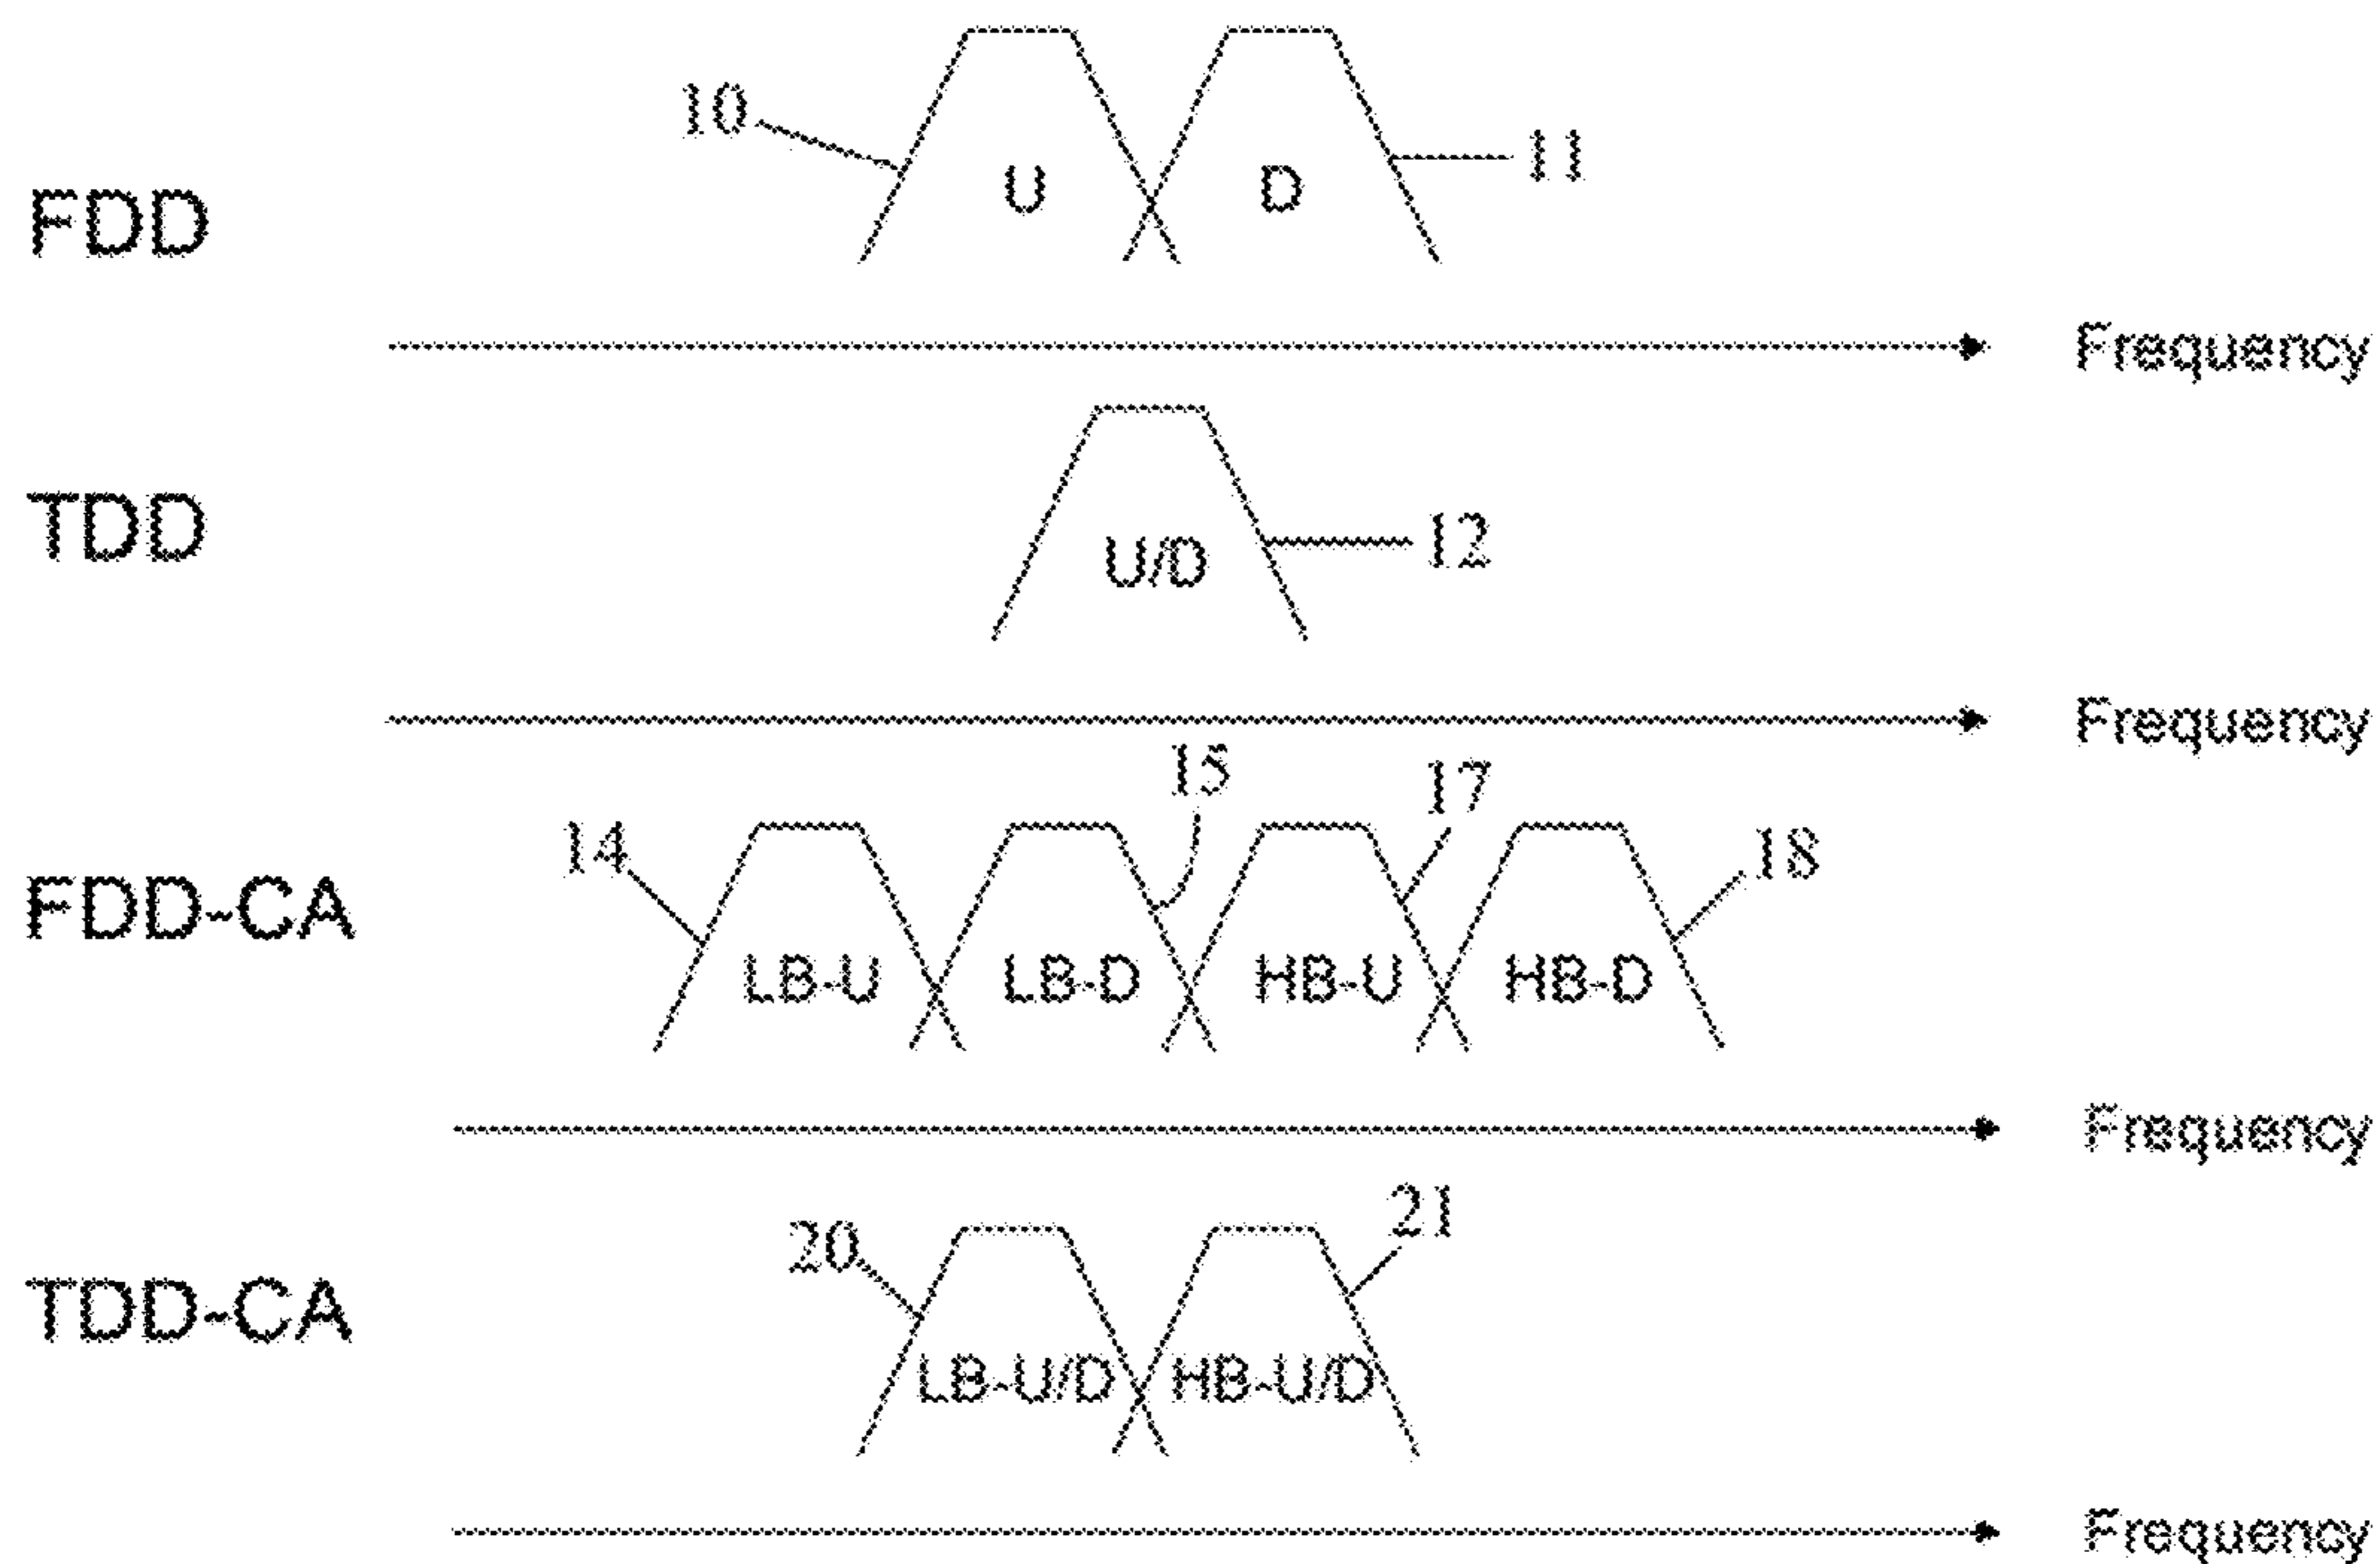 10
11
U
D
FDD
Frequency
TDD
U/D
12
Frequency
15
17
14
18
FDD-CA
LB-U
LB-D
HB-U
HB-D
Frequency
20
21
TDD-CA
LB-U/D
HB-U/D
Frequency